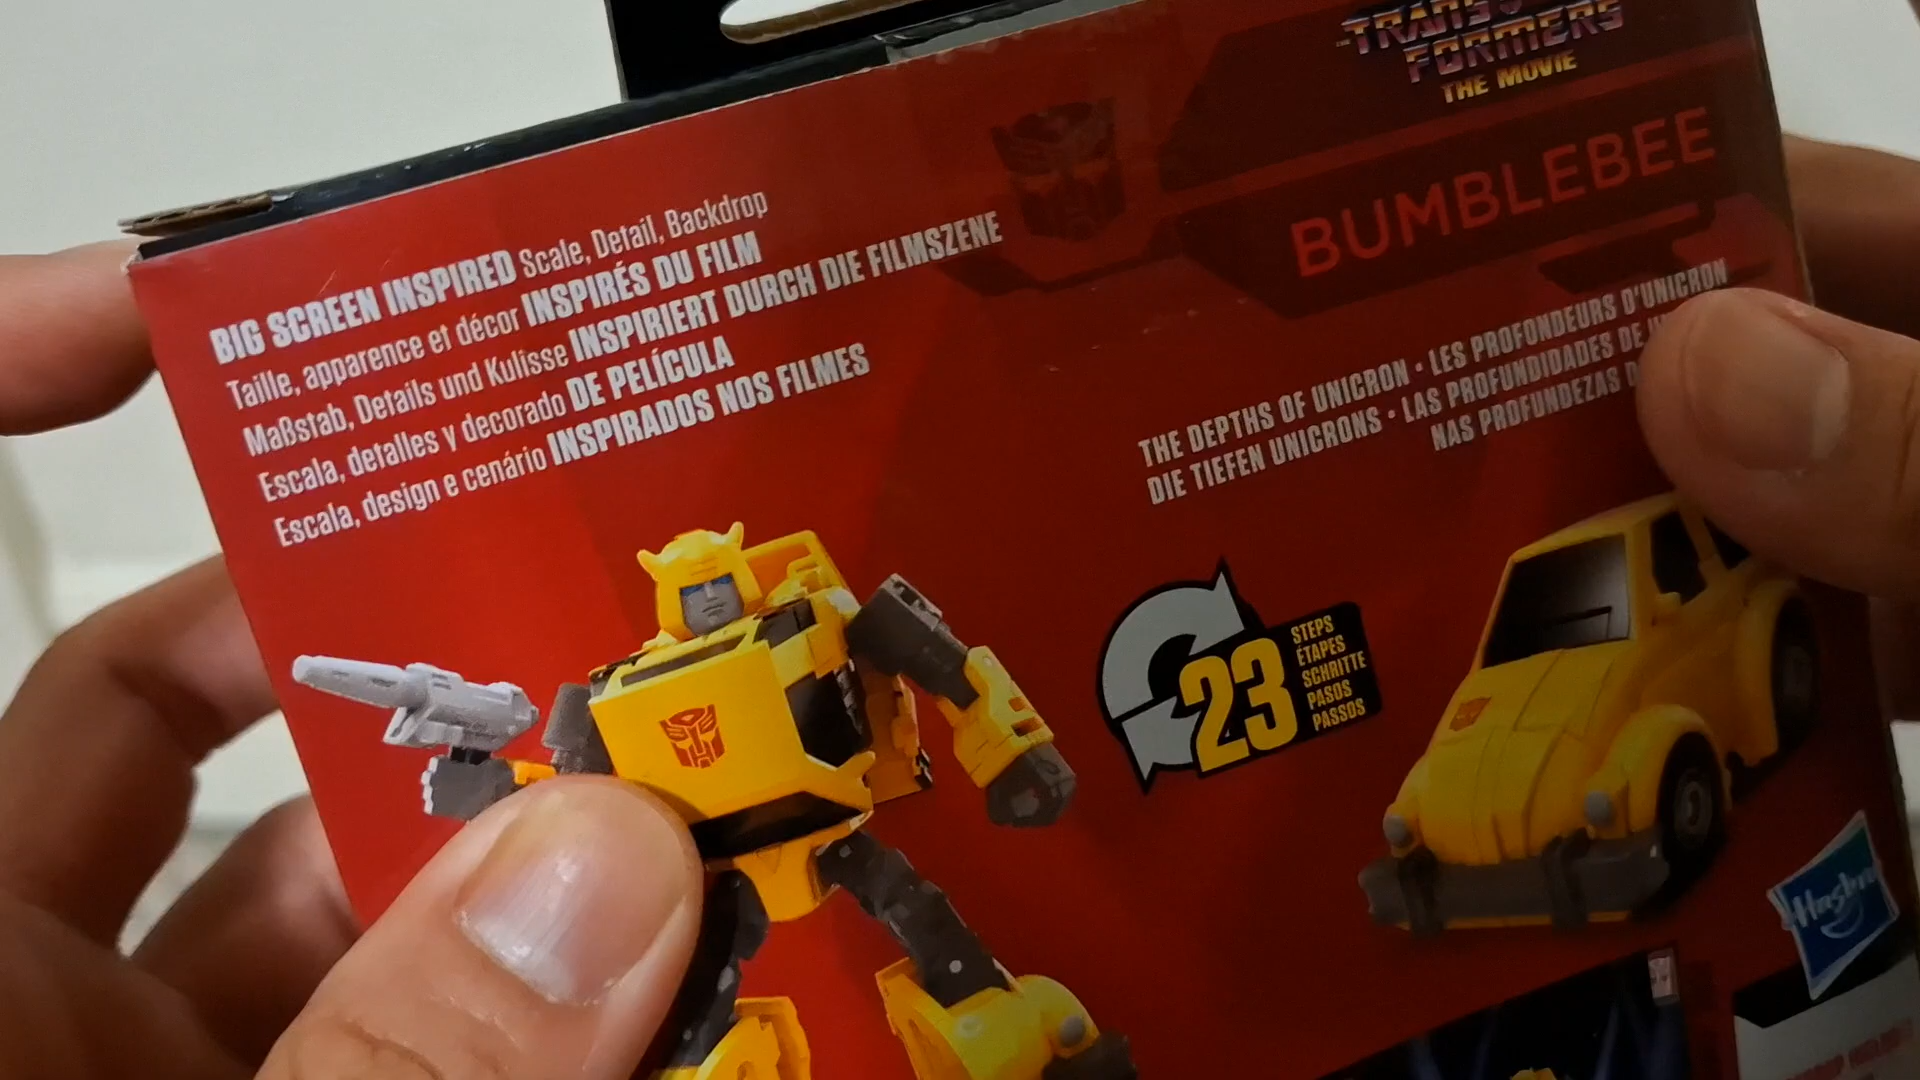 TRANSFORMERS
THE MOVIE
BUMBLEBEE
BIG SCREEN INSPIRED Scale, Detail, Backdrop
Taille, apparence et décor INSPIRÉS DU FILM
Maßstab, Details und Kulisse INSPIRIERT DURCH DIE FILMSZENE
Escala, detalles y decorado DE PELÍCULA
Escala, design e cenário INSPIRADOS NOS FILMES
THE DEPTHS OF UNICRON • LES PROFONDEURS D'UNICRON
DIE TIEFEN UNICRONS • LAS PROFUNDIDADES DE
NAS PROFUNDEZAS
23
STEPS
ÉTAPES
SCHRITTE
PASOS
PASSOS
Hasbro